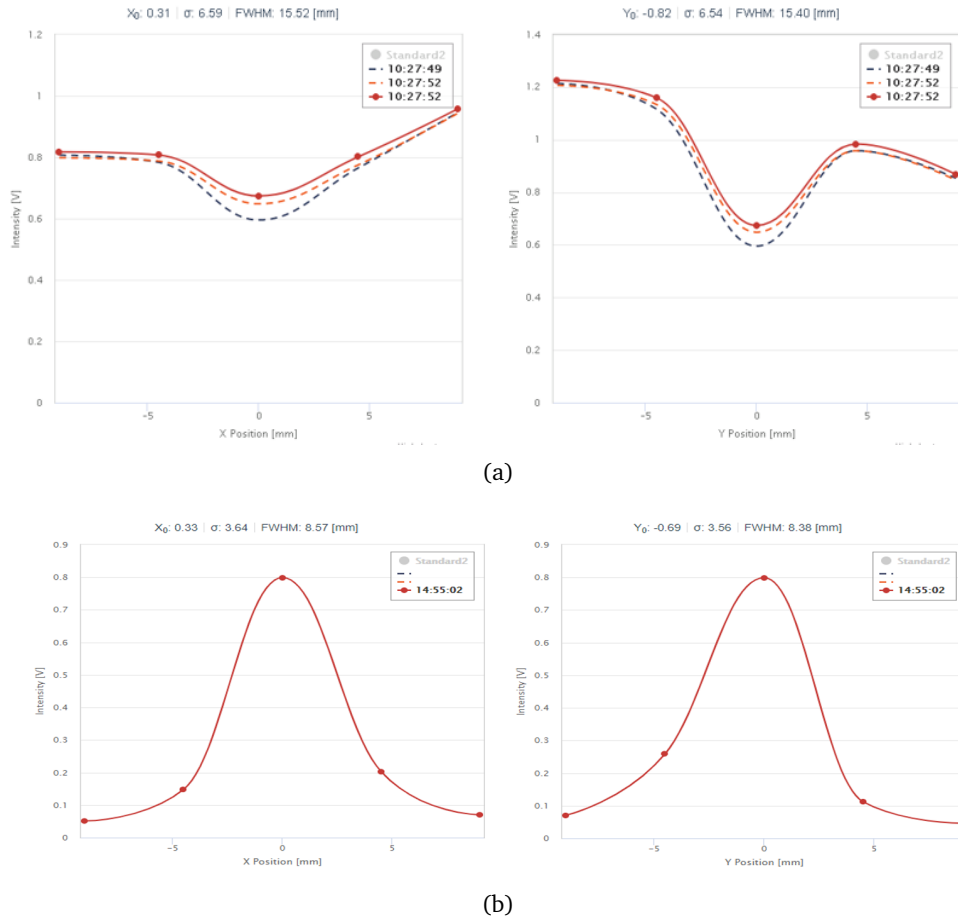 X₀: 0.31 | σ: 6.59 | FWHM: 15.52 [mm]
1.2
1
0.8
0.6
0.4
0.2
0
Intensity [V]
Standard2
10:27:49
10:27:52
10:27:52
-5 0 5
X Position [mm]
Y₀: -0.82 | σ: 6.54 | FWHM: 15.40 [mm]
1.4
1.2
1
0.8
0.6
0.4
0.2
0
Intensity [V]
Standard2
10:27:49
10:27:52
10:27:52
-5 0 5
Y Position [mm]
(a)
X₀: 0.33 | σ: 3.64 | FWHM: 8.57 [mm]
0.9
0.8
0.7
0.6
0.5
0.4
0.3
0.2
0.1
0
Intensity [V]
Standard2
14:55:02
-5 0 5
X Position [mm]
Y₀: -0.69 | σ: 3.56 | FWHM: 8.38 [mm]
0.9
0.8
0.7
0.6
0.5
0.4
0.3
0.2
0.1
0
Intensity [V]
Standard2
14:55:02
-5 0 5
Y Position [mm]
(b)